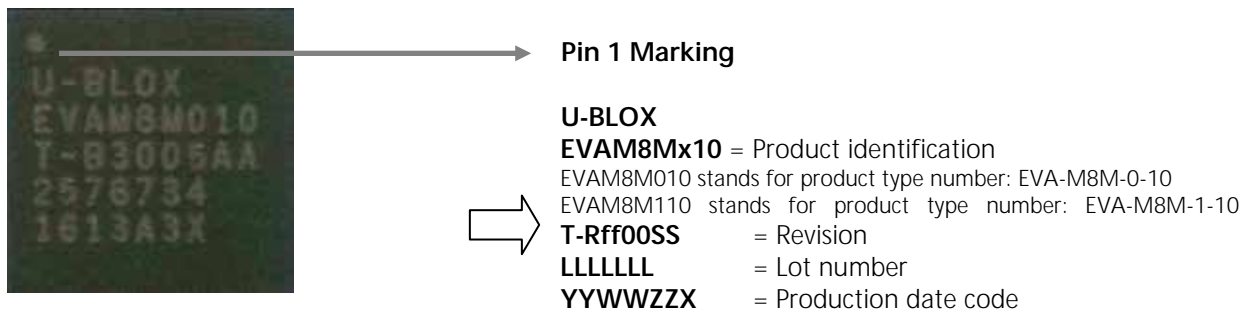 U-BLOX
EVAM8M010
T-B3005AA
2576734
1613A3X
Pin 1 Marking
U-BLOX
EVAM8Mx10 = Product identification
EVAM8M010 stands for product type number: EVA-M8M-0-10
EVAM8M110 stands for product type number: EVA-M8M-1-10
T-Rff00SS = Revision
LLLLLLL = Lot number
YYWWZZX = Production date code